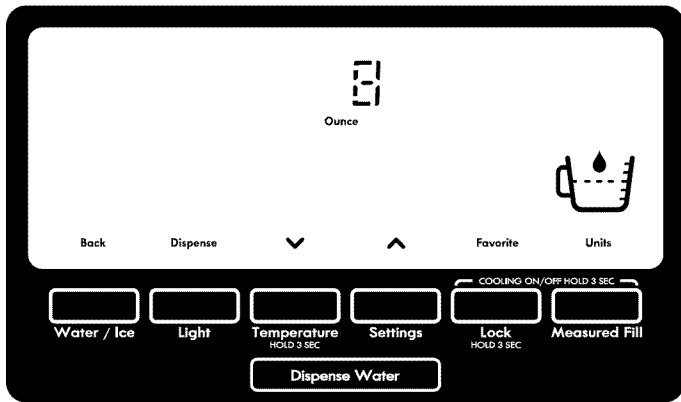 8
Ounce
Back Dispense Favorite Units
COOLING ON/OFF HOLD 3 SEC
Water / Ice Light Temperature Settings Lock Measured Fill
HOLD 3 SEC HOLD 3 SEC
Dispense Water